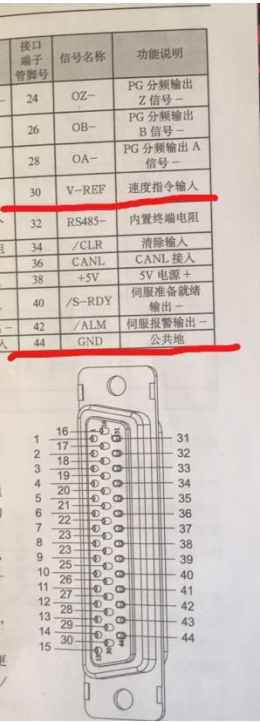 接口
端子
管脚号
信号名称
功能说明
24
OZ-
PG 分频输出
Z 信号-
26
OB-
PG 分频输出
B 信号-
28
OA-
PG 分频输出 A
信号-
30
V-REF
速度指令输入
32
RS485-
内置终端电阻
34
/CLR
清除输入
36
CANL
CANL 接入
38
+5V
5V 电源+
40
/S-RDY
伺服准备就绪
输出-
42
/ALM
伺服报警输出-
44
GND
公共地
16
1
17
2
18
3
19
4
20
5
21
6
22
7
23
8
23
9
25
10
26
11
27
12
28
13
29
14
30
15
31
32
33
34
35
36
37
38
39
40
41
42
43
44
更